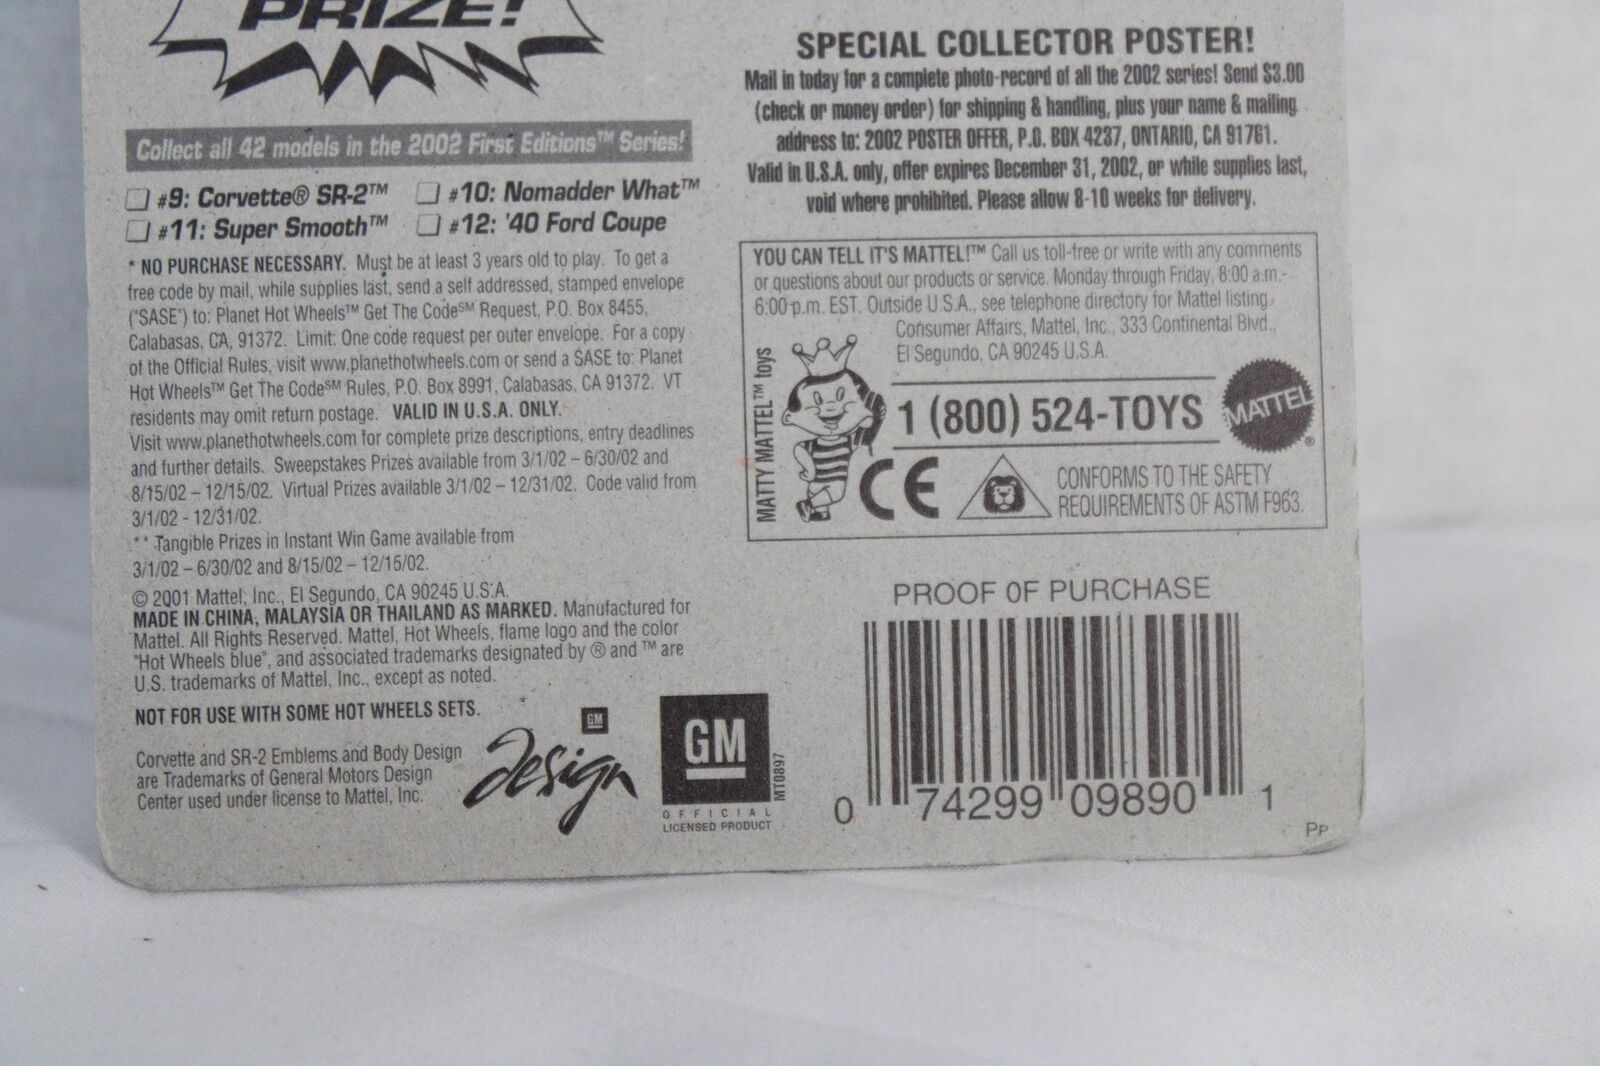 PRIZE!
Collect all 42 models in the 2002 First Editions™ Series!
#9: Corvette® SR-2™ #10: Nomadder What™
#11: Super Smooth™ #12: '40 Ford Coupe
* NO PURCHASE NECESSARY. Must be at least 3 years old to play. To get a
free code by mail, while supplies last, send a self addressed, stamped envelope
("SASE") to: Planet Hot Wheels™ Get The Code℠ Request, P.O. Box 8455,
Calabasas, CA, 91372. Limit: One code request per outer envelope. For a copy
of the Official Rules, visit www.planethotwheels.com or send a SASE to: Planet
Hot Wheels™ Get The Code℠ Rules, P.O. Box 8991, Calabasas, CA 91372. VT
residents may omit return postage. VALID IN U.S.A. ONLY.
Visit www.planethotwheels.com for complete prize descriptions, entry deadlines
and further details. Sweepstakes Prizes available from 3/1/02 – 6/30/02 and
8/15/02 – 12/15/02. Virtual Prizes available 3/1/02 – 12/31/02. Code valid from
3/1/02 - 12/31/02.
** Tangible Prizes in Instant Win Game available from
3/1/02 – 6/30/02 and 8/15/02 – 12/16/02.
© 2001 Mattel, Inc., El Segundo, CA 90245 U.S.A.
MADE IN CHINA, MALAYSIA OR THAILAND AS MARKED. Manufactured for
Mattel. All Rights Reserved. Mattel, Hot Wheels, flame logo and the color
"Hot Wheels blue", and associated trademarks designated by ® and ™ are
U.S. trademarks of Mattel, Inc., except as noted.
NOT FOR USE WITH SOME HOT WHEELS SETS.
Corvette and SR-2 Emblems and Body Design
are Trademarks of General Motors Design
Center used under license to Mattel, Inc.
GM
design
GM
OFFICIAL
LICENSED PRODUCT
MT0897
SPECIAL COLLECTOR POSTER!
Mail in today for a complete photo-record of all the 2002 series! Send $3.00
(check or money order) for shipping & handling, plus your name & mailing
address to: 2002 POSTER OFFER, P.O. BOX 4237, ONTARIO, CA 91761.
Valid in U.S.A. only, offer expires December 31, 2002, or while supplies last,
void where prohibited. Please allow 8-10 weeks for delivery.
YOU CAN TELL IT'S MATTEL!™ Call us toll-free or write with any comments
or questions about our products or service. Monday through Friday, 8:00 a.m.-
6:00 p.m. EST. Outside U.S.A., see telephone directory for Mattel listing.
Consumer Affairs, Mattel, Inc., 333 Continental Blvd.,
El Segundo, CA 90245 U.S.A.
MATTY MATTEL™ toys
1 (800) 524-TOYS
MATTEL®
CE
CONFORMS TO THE SAFETY
REQUIREMENTS OF ASTM F963.
PROOF OF PURCHASE
0 74299 09890 1
PP